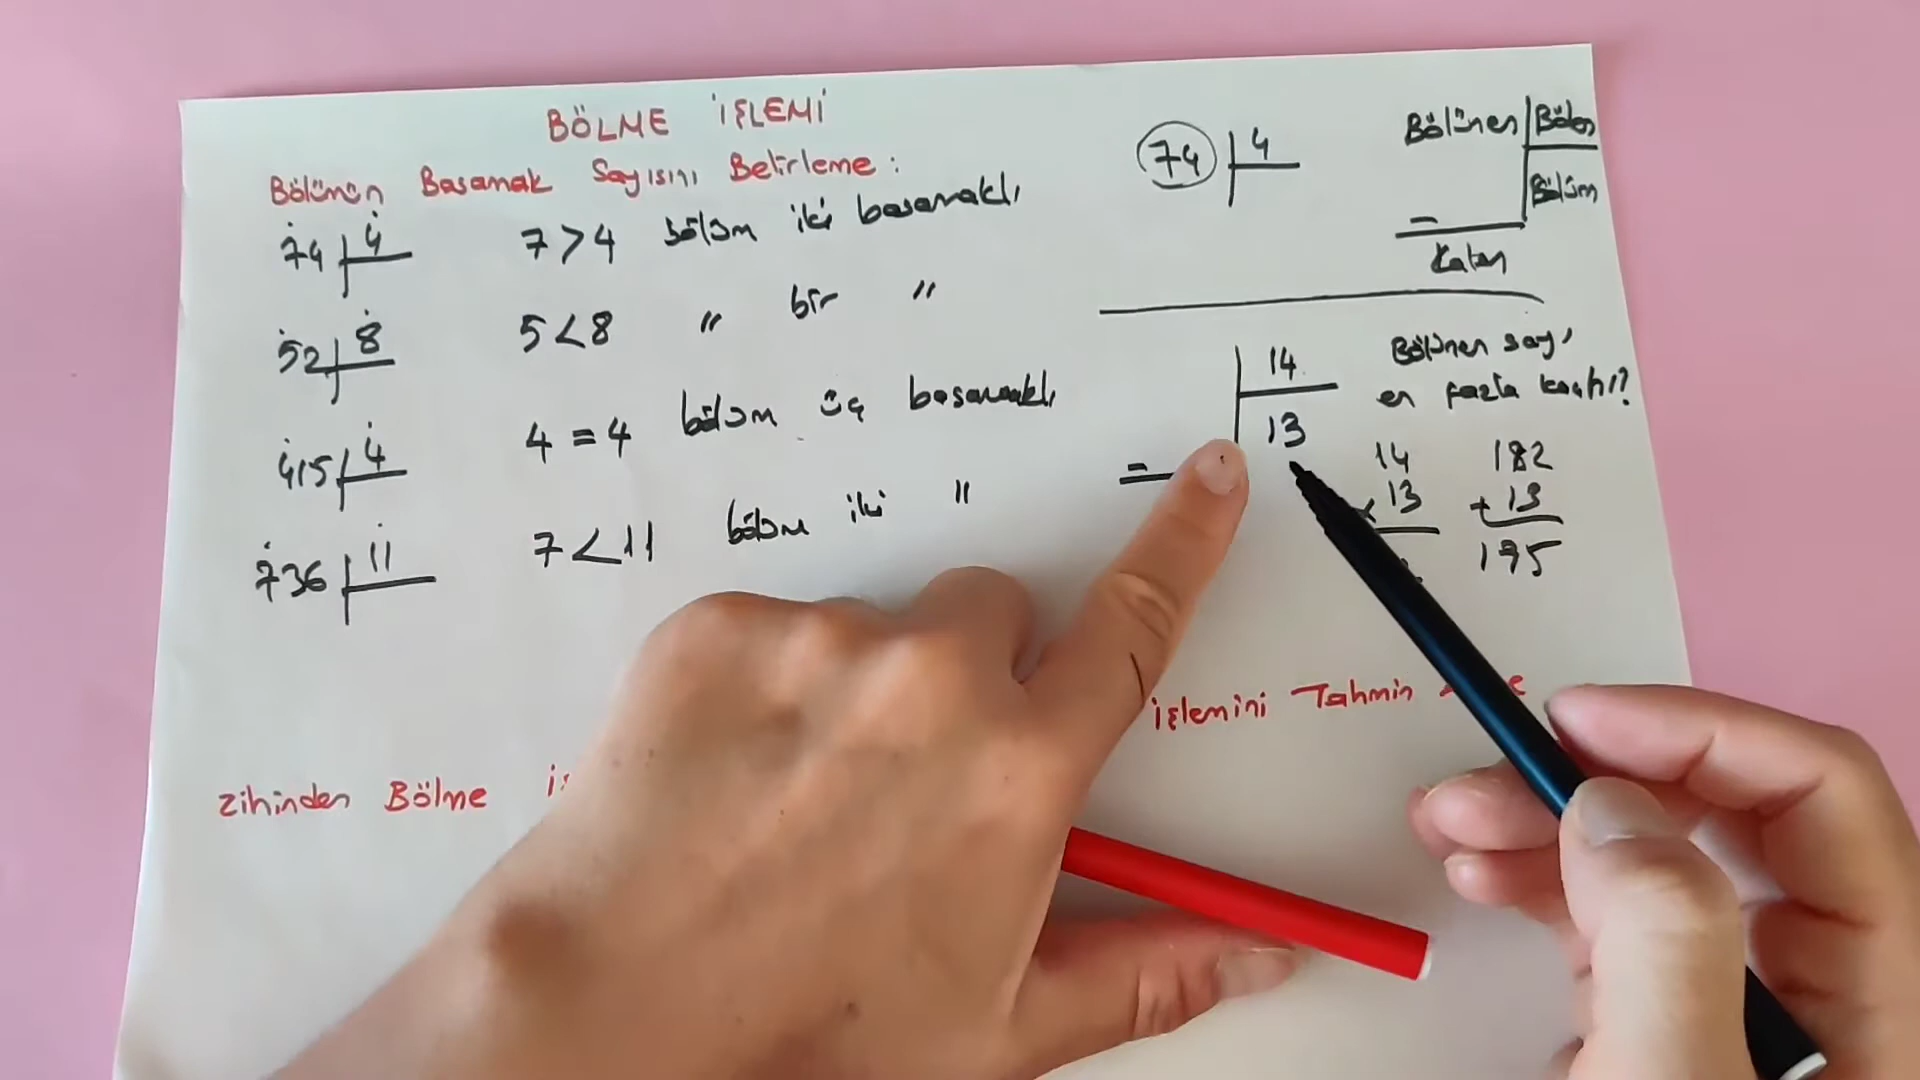 BÖLME İŞLEMİ
Bölümün Basamak Sayısını Belirleme:
74 4 7>4 bölüm iki basamaklı
52 8 5<8 " bir "
415 4 4=4 bölüm üç basamaklı
736 11 7<11 bölüm iki "
74 4
Bölünen Bölen
Bölüm
Kalan
14
13
Bölünen sayı
en fazla kaçtır?
14 182
x 13 + 13
195
işlemini Tahmin
Zihinden Bölme